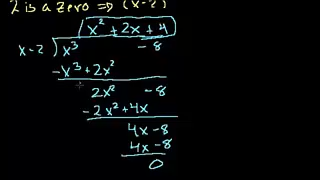 2 is a zero ⇒ (x-2)
x² + 2x + 4
x-2 x³ - 8
-x³ + 2x²
2x² - 8
-2x² + 4x
4x - 8
4x - 8
0